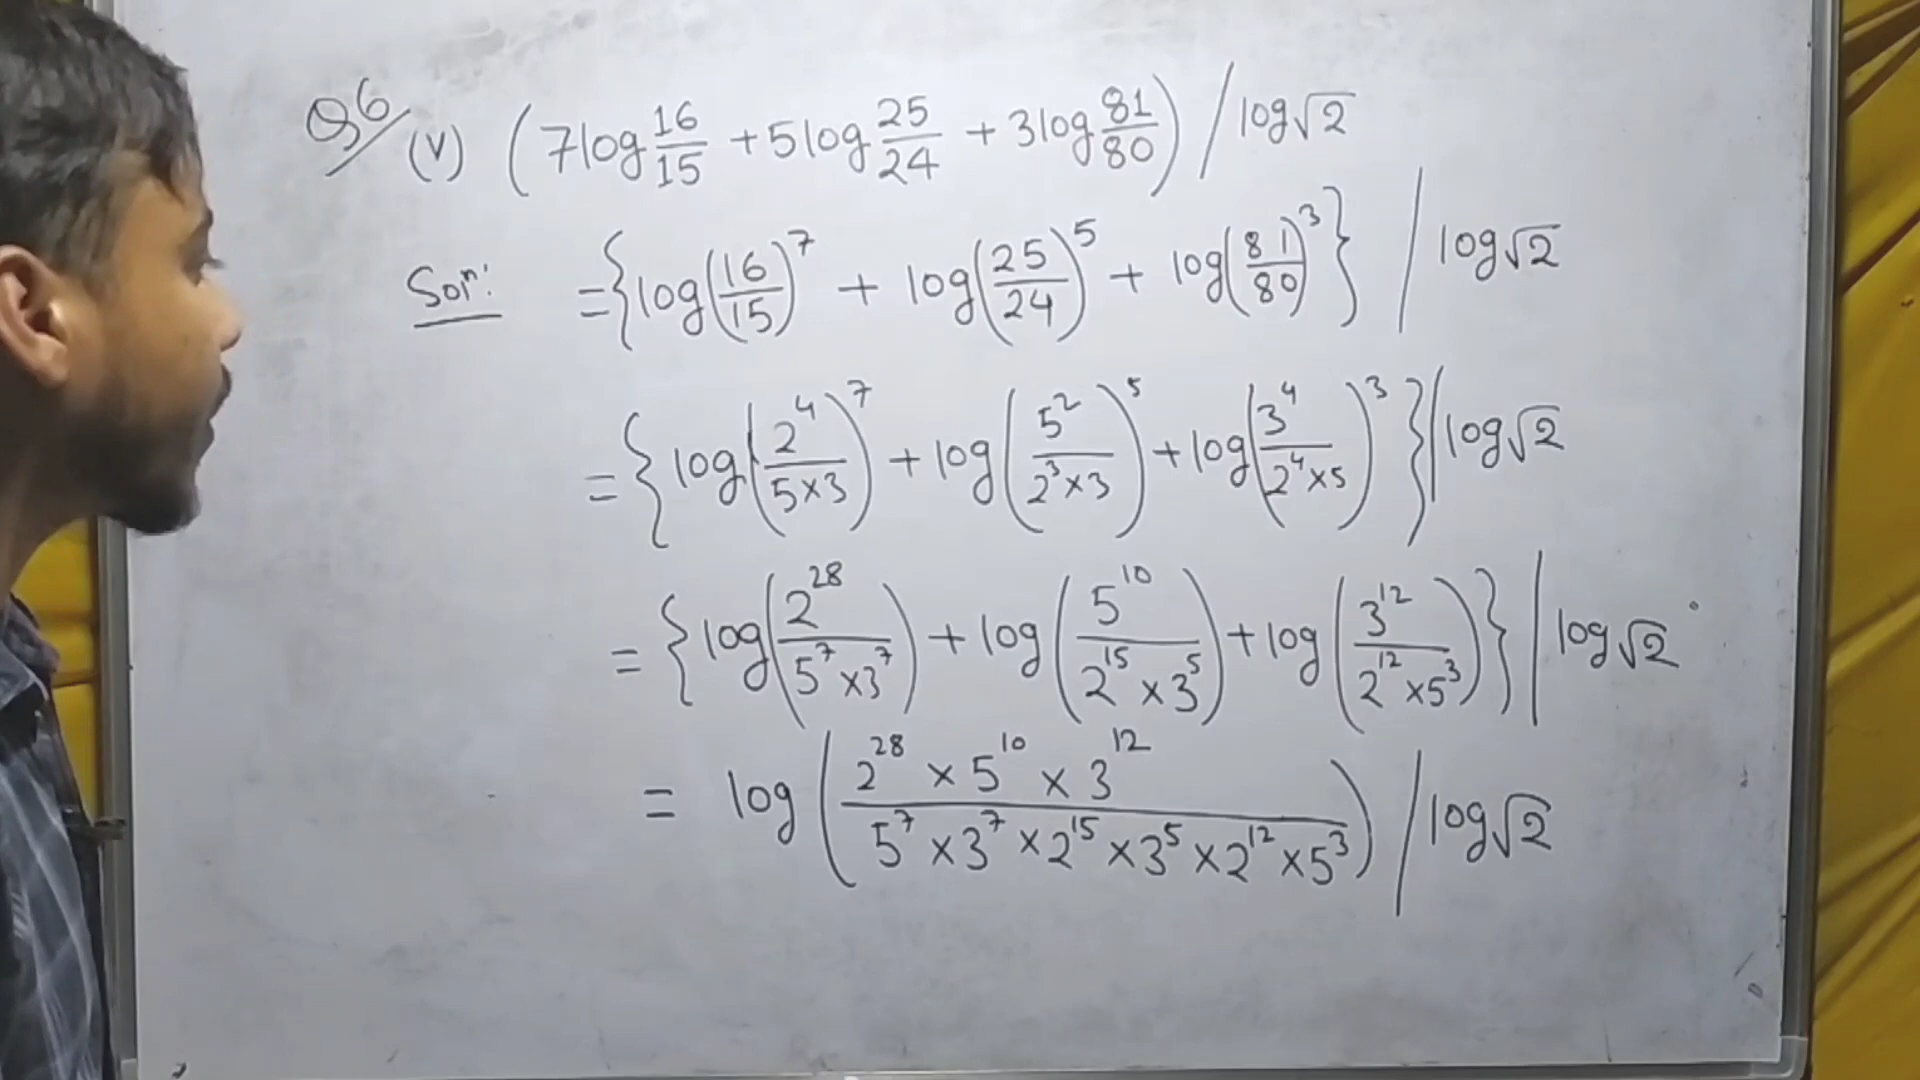 Q6 (v) (7log 16/15 + 5log 25/24 + 3log 81/80) / log√2
Solⁿ: = {log(16/15)^7 + log(25/24)^5 + log(81/80)^3} / log√2
= {log(2^4/(5×3))^7 + log(5^2/(2^3×3))^5 + log(3^4/(2^4×5))^3} / log√2
= {log(2^28/(5^7×3^7)) + log(5^10/(2^15×3^5)) + log(3^12/(2^12×5^3))} / log√2
= log((2^28 × 5^10 × 3^12)/(5^7×3^7×2^15×3^5×2^12×5^3)) / log√2